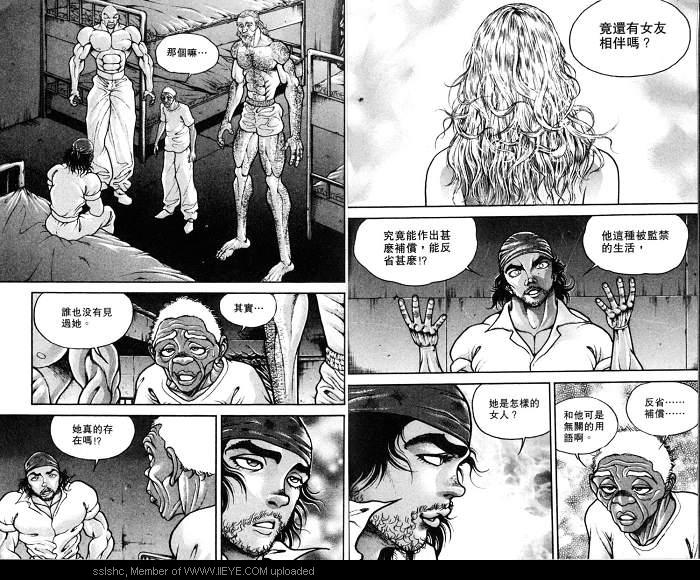 竟還有女友
相伴嗎？
他這種被監禁
的生活，
究竟能作出甚
麽補償，能反
省甚麽!?
反省……
補償……
和他可是
無關的用
語啊。
她是怎樣的
女人？
那個嘛…
其實…
誰也没有見
過她。
她真的存
在嗎!?
sslshc, Member of WWW.IIEYE.COM uploaded